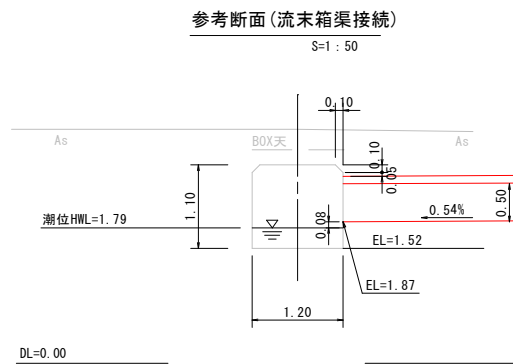 参考断面(流末箱渠接続)
S=1：50
0.10
As
BOX天
As
0.10
0.05
1.10
0.50
潮位HWL=1.79
0.08
0.54%
EL=1.52
EL=1.87
1.20
DL=0.00